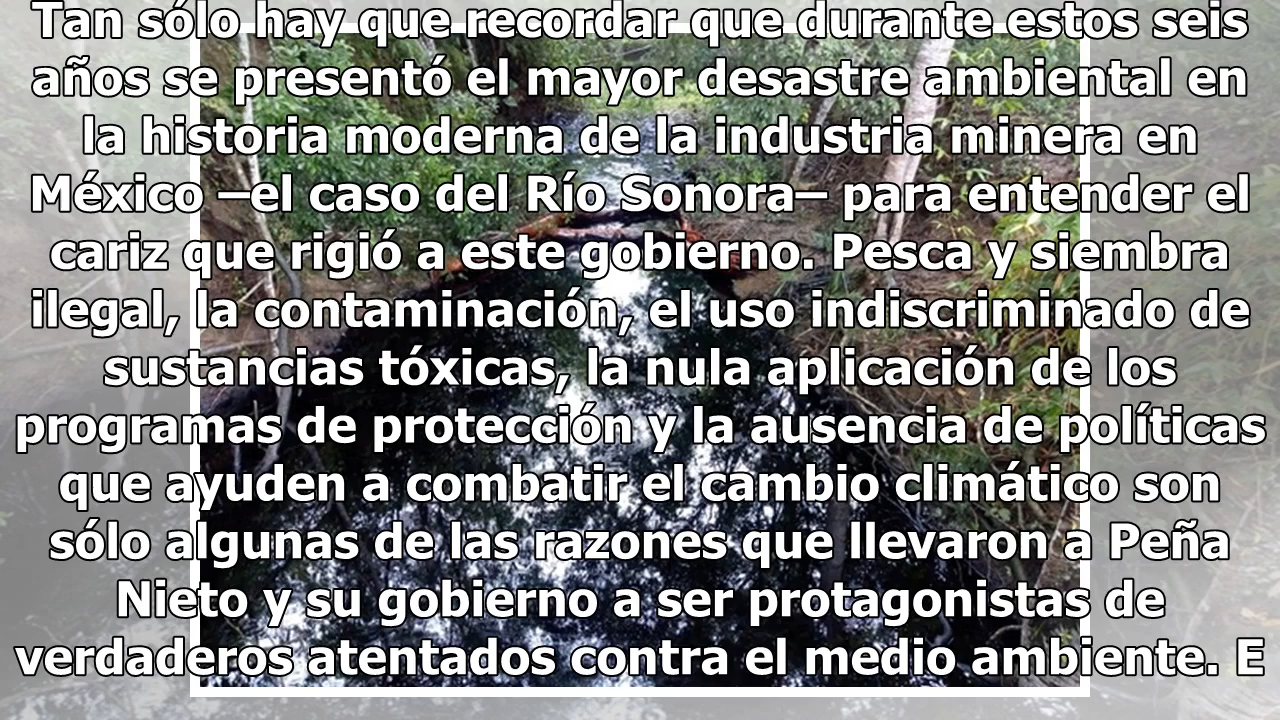 Tan sólo hay que recordar que durante estos seis
años se presentó el mayor desastre ambiental en
la historia moderna de la industria minera en
México –el caso del Río Sonora– para entender el
cariz que rigió a este gobierno. Pesca y siembra
ilegal, la contaminación, el uso indiscriminado de
sustancias tóxicas, la nula aplicación de los
programas de protección y la ausencia de políticas
que ayuden a combatir el cambio climático son
sólo algunas de las razones que llevaron a Peña
Nieto y su gobierno a ser protagonistas de
verdaderos atentados contra el medio ambiente. E